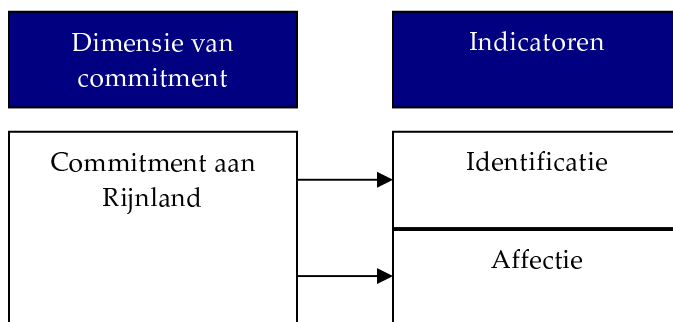 Dimensie van
commitment
Indicatoren
Commitment aan
Rijnland
Identificatie
Affectie